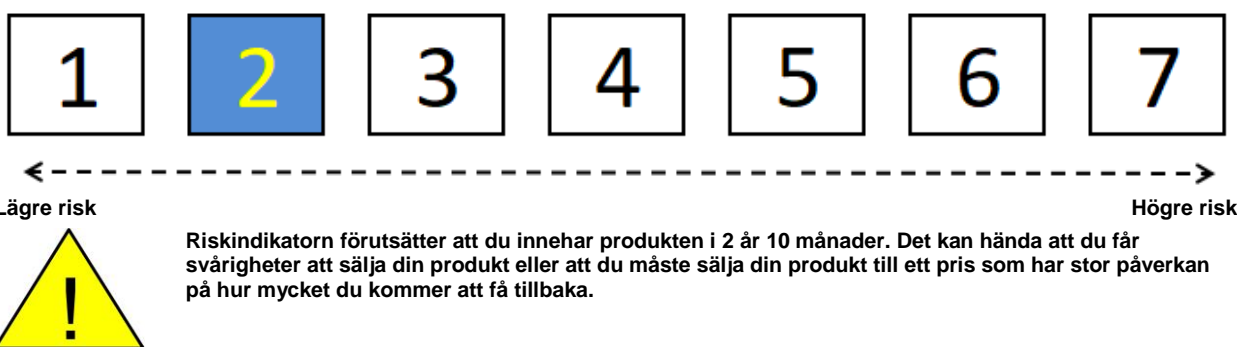 1 2 3 4 5 6 7
Lägre risk Högre risk
Riskindikatorn förutsätter att du innehar produkten i 2 år 10 månader. Det kan hända att du får
svårigheter att sälja din produkt eller att du måste sälja din produkt till ett pris som har stor påverkan
på hur mycket du kommer att få tillbaka.
!